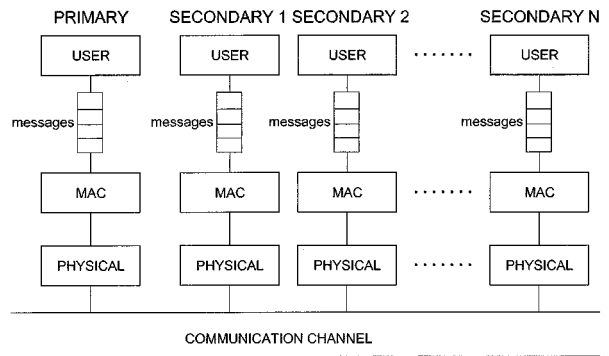 PRIMARY SECONDARY 1 SECONDARY 2 SECONDARY N
USER USER USER USER
messages messages messages messages
MAC MAC MAC MAC
PHYSICAL PHYSICAL PHYSICAL PHYSICAL
COMMUNICATION CHANNEL